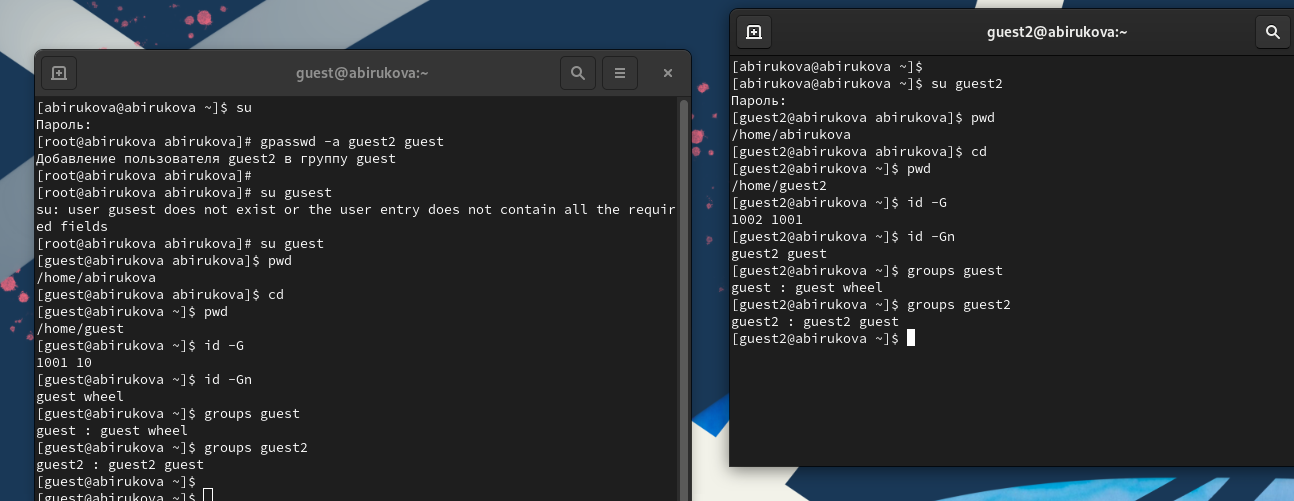 guest@abirukova:~
[abirukova@abirukova ~]$ su
Пароль:
[root@abirukova abirukova]# gpasswd -a guest2 guest
Добавление пользователя guest2 в группу guest
[root@abirukova abirukova]#
[root@abirukova abirukova]# su gusest
su: user gusest does not exist or the user entry does not contain all the requir
ed fields
[root@abirukova abirukova]# su guest
[guest@abirukova abirukova]$ pwd
/home/abirukova
[guest@abirukova abirukova]$ cd
[guest@abirukova ~]$ pwd
/home/guest
[guest@abirukova ~]$ id -G
1001 10
[guest@abirukova ~]$ id -Gn
guest wheel
[guest@abirukova ~]$ groups guest
guest : guest wheel
[guest@abirukova ~]$ groups guest2
guest2 : guest2 guest
[guest@abirukova ~]$
[guest@abirukova ~]$
guest2@abirukova:~
[abirukova@abirukova ~]$
[abirukova@abirukova ~]$ su guest2
Пароль:
[guest2@abirukova abirukova]$ pwd
/home/abirukova
[guest2@abirukova abirukova]$ cd
[guest2@abirukova ~]$ pwd
/home/guest2
[guest2@abirukova ~]$ id -G
1002 1001
[guest2@abirukova ~]$ id -Gn
guest2 guest
[guest2@abirukova ~]$ groups guest
guest : guest wheel
[guest2@abirukova ~]$ groups guest2
guest2 : guest2 guest
[guest2@abirukova ~]$